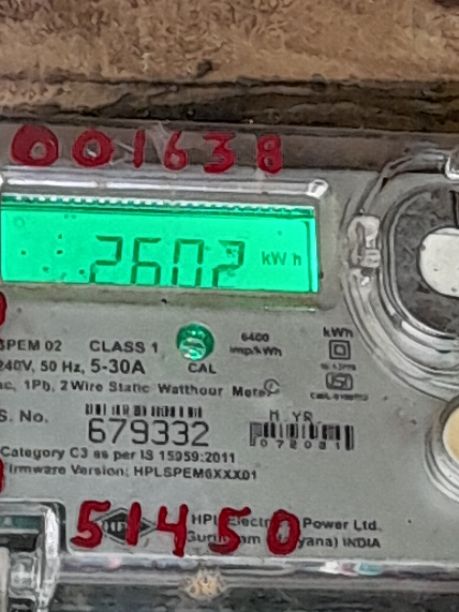 001638
2602 kWh
SPEM 02 CLASS 1 6400 imp/kWh kWh
240V, 50 Hz, 5-30A CAL
ac, 1Ph, 2 Wire Static Watthour Meter
S. No. 679332 M. YR
Category C3 as per IS 15959:2011
Firmware Version: HPLSPEM6XXX01
51450
HPL Electric Power Ltd.
INDIA